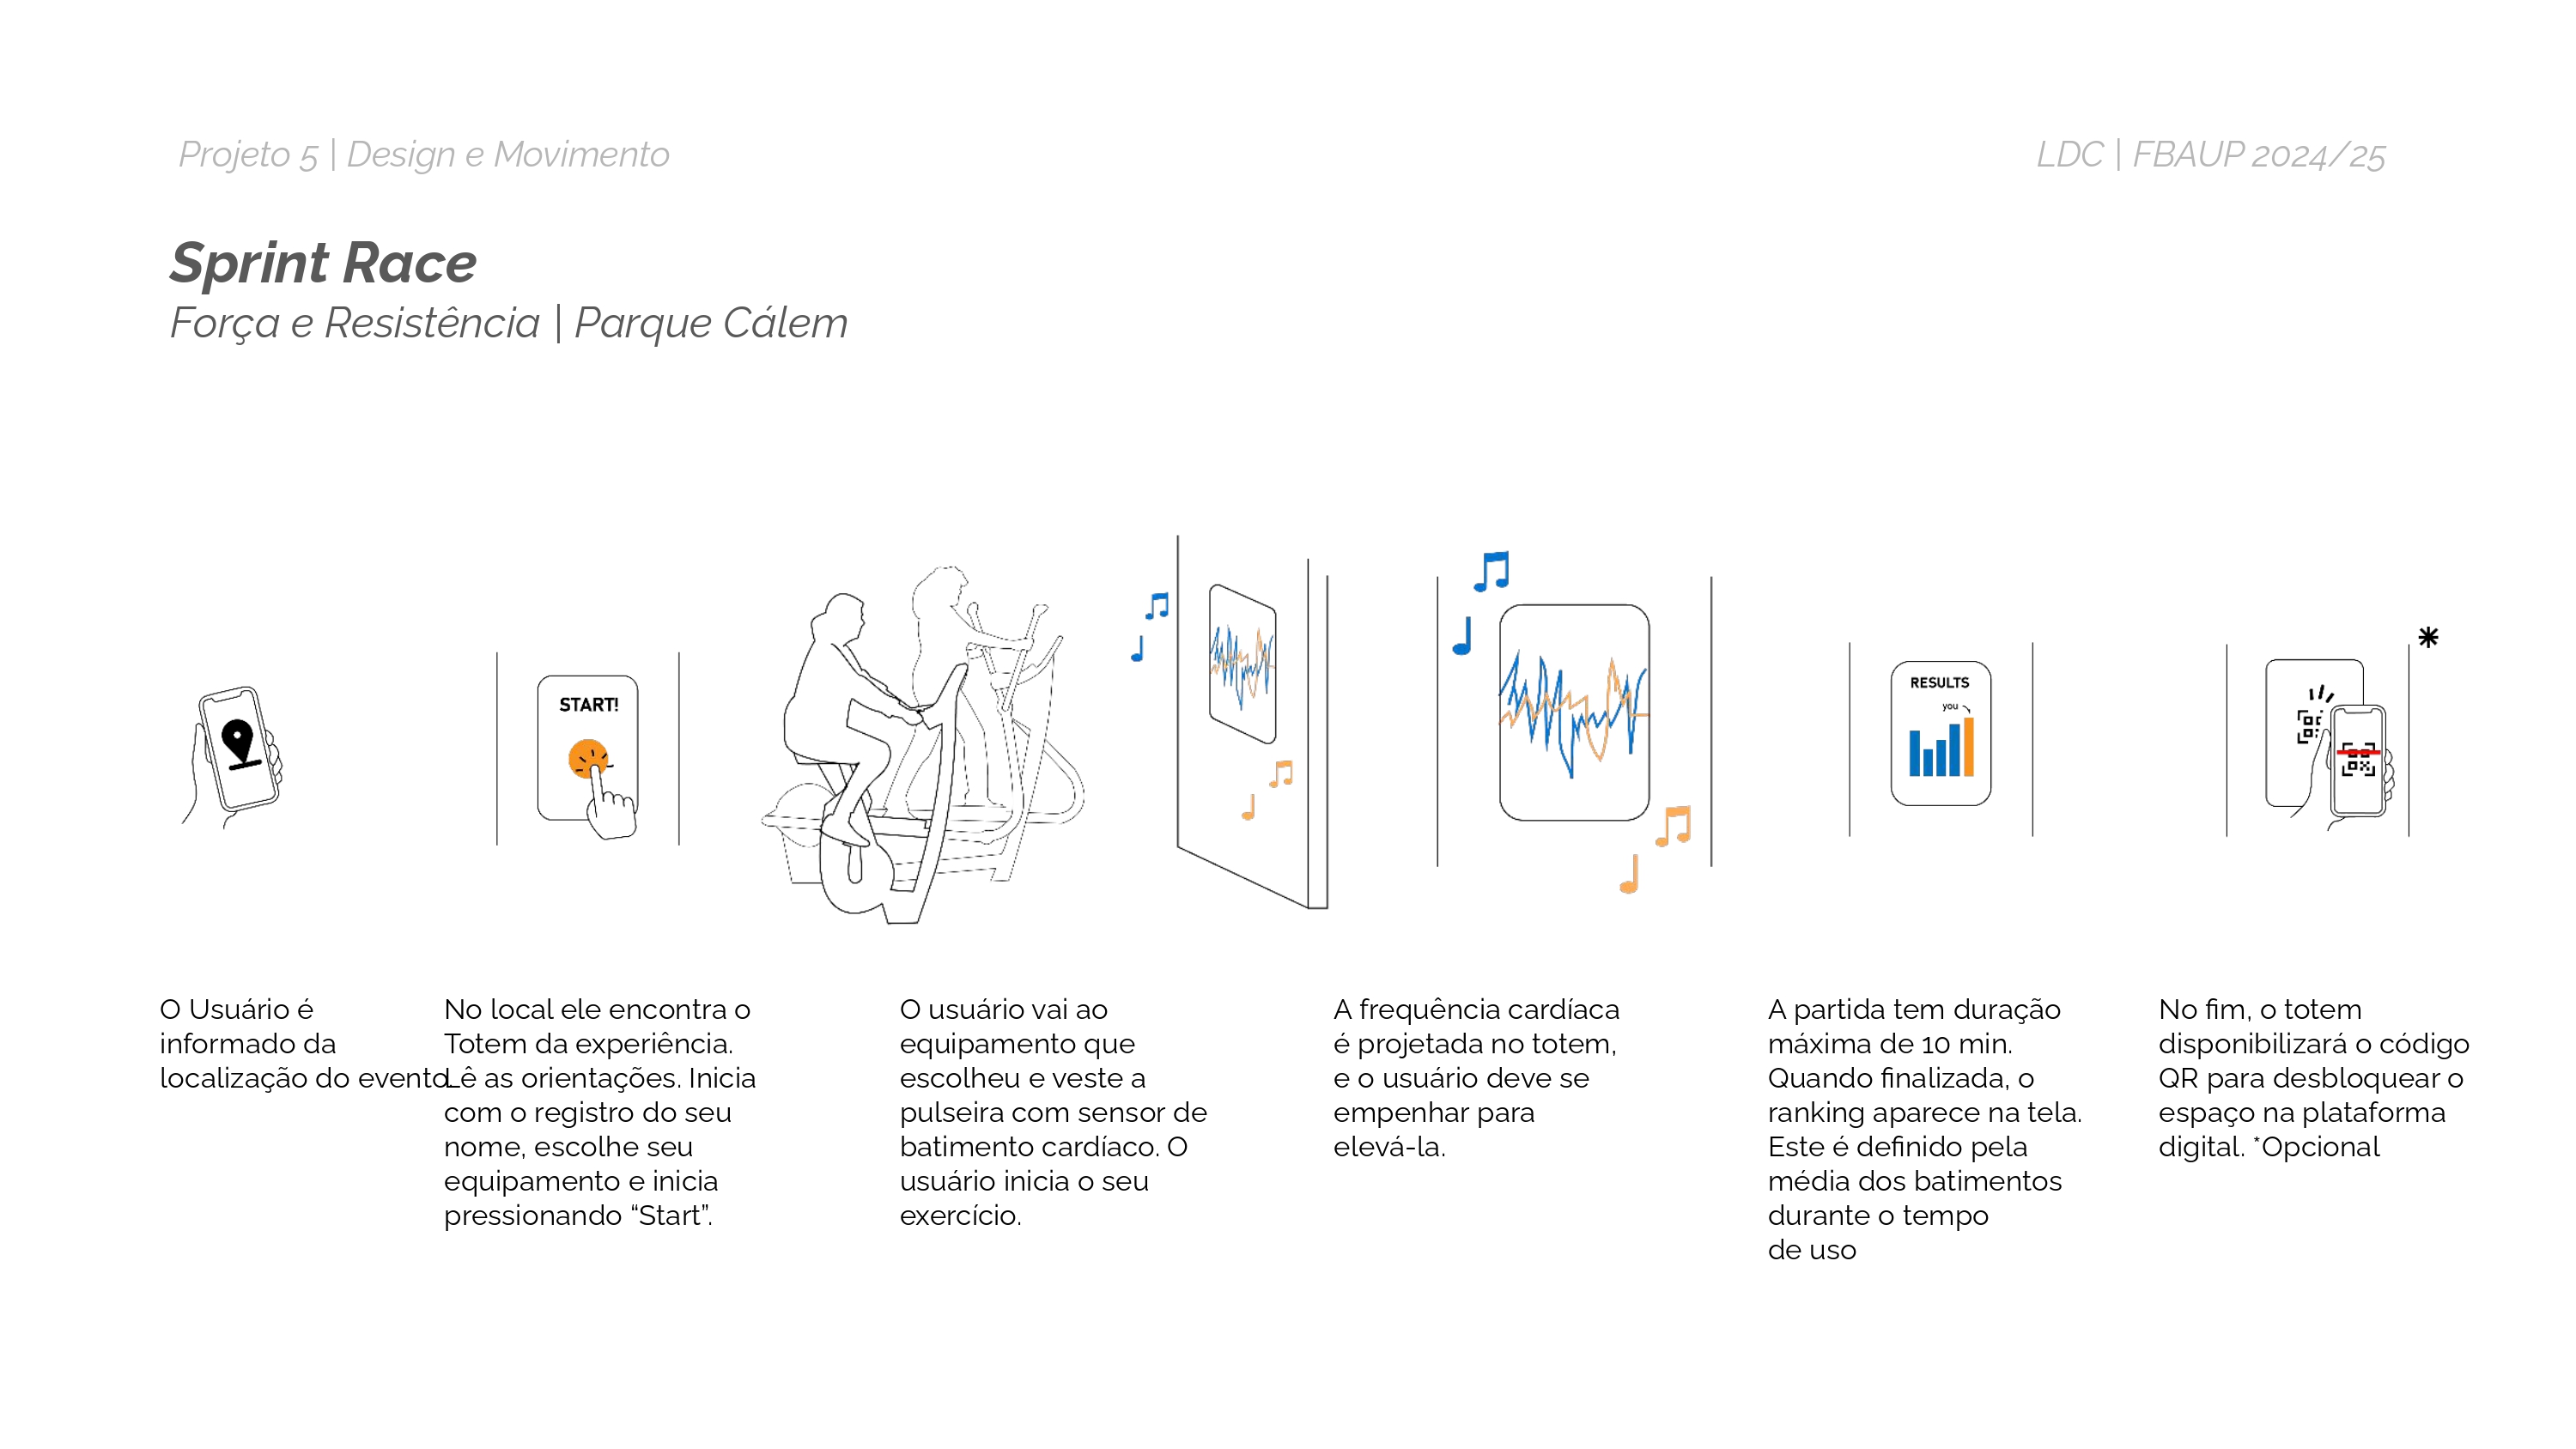 Projeto 5 | Design e Movimento
LDC | FBAUP 2024/25
Sprint Race
Força e Resistência | Parque Cálem
START!
RESULTS
you
*
O Usuário é
informado da
localização do evento.
No local ele encontra o
Totem da experiência.
Lê as orientações. Inicia
com o registro do seu
nome, escolhe seu
equipamento e inicia
pressionando “Start”.
O usuário vai ao
equipamento que
escolheu e veste a
pulseira com sensor de
batimento cardíaco. O
usuário inicia o seu
exercício.
A frequência cardíaca
é projetada no totem,
e o usuário deve se
empenhar para
elevá-la.
A partida tem duração
máxima de 10 min.
Quando finalizada, o
ranking aparece na tela.
Este é definido pela
média dos batimentos
durante o tempo
de uso
No fim, o totem
disponibilizará o código
QR para desbloquear o
espaço na plataforma
digital. *Opcional